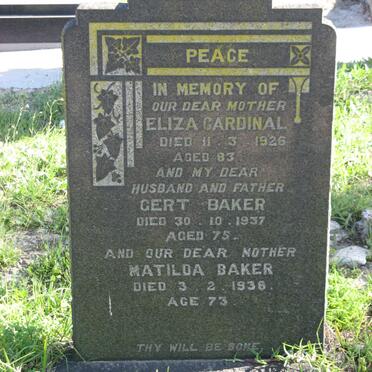 PEACE
IN MEMORY OF
OUR DEAR MOTHER
ELIZA CARDINAL
DIED 11 · 3 · 1926
AGED 83
AND MY DEAR
HUSBAND AND FATHER
GERT BAKER
DIED 30 · 10 · 1937
AGED 75
AND OUR DEAR MOTHER
MATILDA BAKER
DIED 3 · 2 · 1938
AGE 73
THY WILL BE DONE